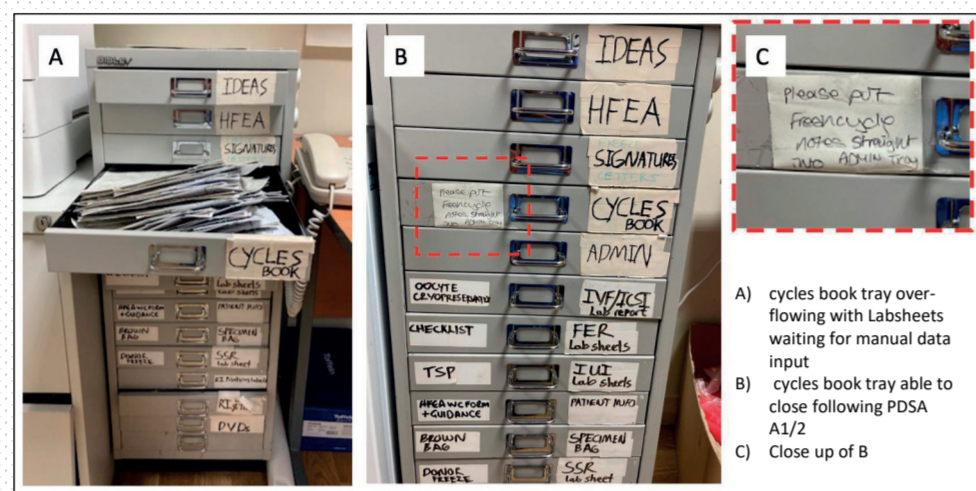 A
BISLEY
IDEAS
HFEA
SIGNATURES
CYCLES
BOOK
Lab sheets
HFEA WC FORM
+ GUIDANCE
PATIENT INFO
BROWN
BAG
SPECIMEN
BAG
DONOR
FREEZE
SSR
Lab sheet
DVDs
B
IDEAS
HFEA
SIGNATURES
LETTERS
Please put
Freencycle
notes straight
into Admin Tray
CYCLES
BOOK
ADMIN
OOCYTE
CRYOPRESERVATION
IVF/ICSI
Lab report
CHECKLIST
FER
Lab sheets
TSP
IUI
Lab sheets
HFEA WC FORM
+ GUIDANCE
PATIENT INFO
BROWN
BAG
SPECIMEN
BAG
DONOR
FREEZE
SSR
Lab sheet
C
Please put
Freencycle
notes straight
into ADMIN Tray
A) cycles book tray over-
flowing with Labsheets
waiting for manual data
input
B) cycles book tray able to
close following PDSA
A1/2
C) Close up of B